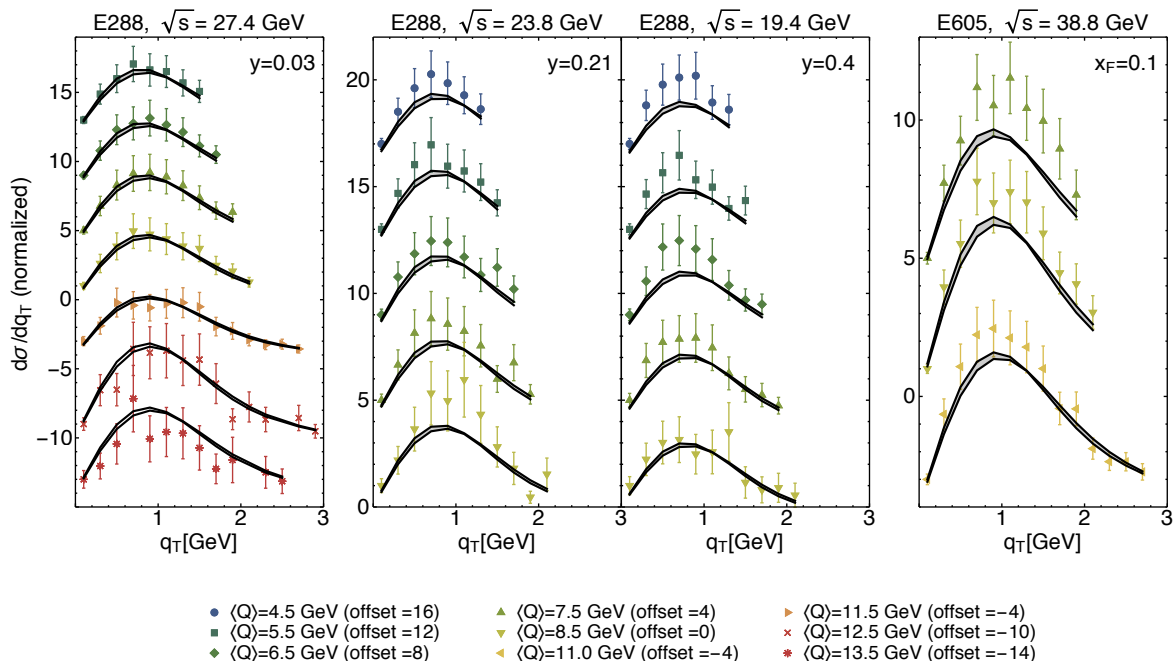 E288, √s = 27.4 GeV
E288, √s = 23.8 GeV
E288, √s = 19.4 GeV
E605, √s = 38.8 GeV
y=0.03
y=0.21
y=0.4
x_F=0.1
dσ/dq_T (normalized)
15
10
5
0
−5
−10
20
15
10
5
0
10
5
0
1 2 3
1 2 3
1 2 3
1 2 3
q_T[GeV]
q_T[GeV]
q_T[GeV]
q_T[GeV]
⟨Q⟩=4.5 GeV (offset =16)
⟨Q⟩=5.5 GeV (offset =12)
⟨Q⟩=6.5 GeV (offset =8)
⟨Q⟩=7.5 GeV (offset =4)
⟨Q⟩=8.5 GeV (offset =0)
⟨Q⟩=11.0 GeV (offset =−4)
⟨Q⟩=11.5 GeV (offset =−4)
⟨Q⟩=12.5 GeV (offset =−10)
⟨Q⟩=13.5 GeV (offset =−14)